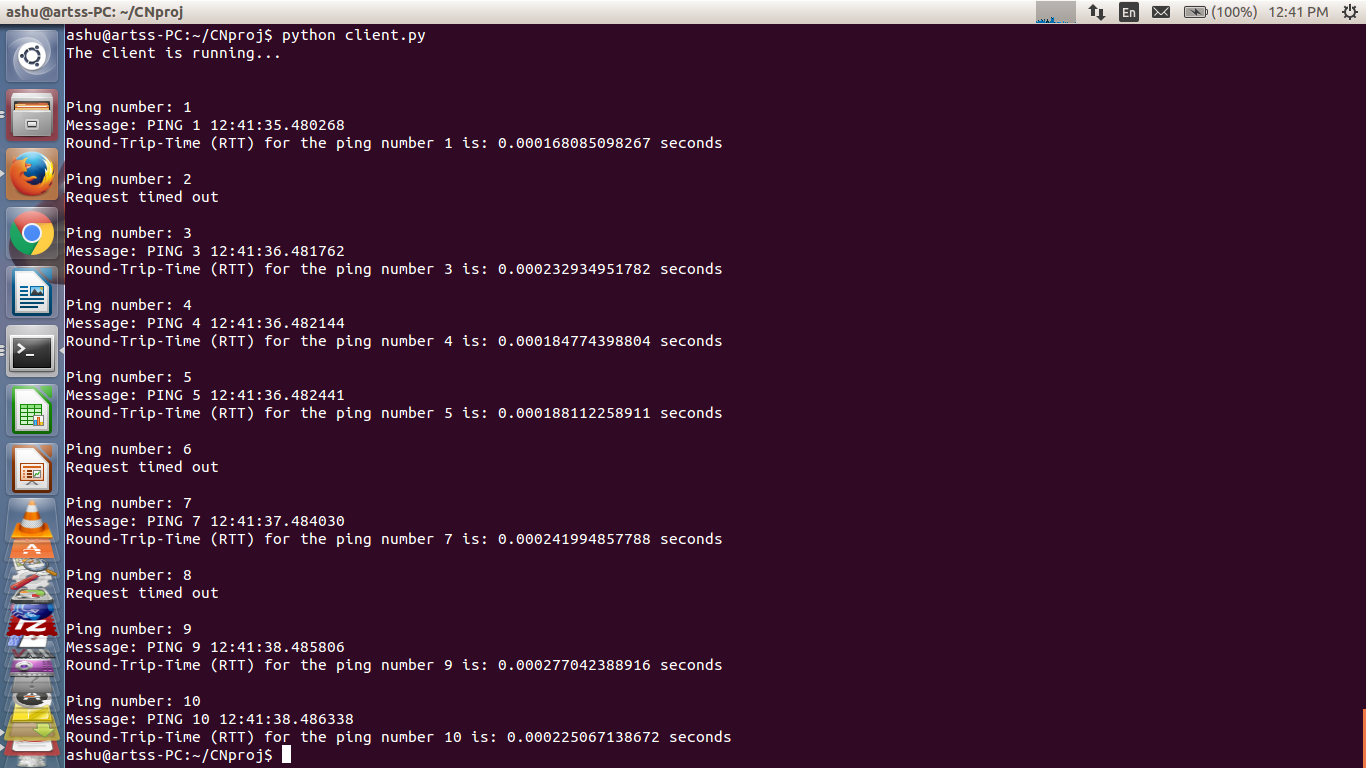 ashu@artss-PC: ~/CNproj
En
(100%)
12:41 PM
ashu@artss-PC:~/CNproj$ python client.py
The client is running...
Ping number: 1
Message: PING 1 12:41:35.480268
Round-Trip-Time (RTT) for the ping number 1 is: 0.000168085098267 seconds
Ping number: 2
Request timed out
Ping number: 3
Message: PING 3 12:41:36.481762
Round-Trip-Time (RTT) for the ping number 3 is: 0.000232934951782 seconds
Ping number: 4
Message: PING 4 12:41:36.482144
Round-Trip-Time (RTT) for the ping number 4 is: 0.000184774398804 seconds
Ping number: 5
Message: PING 5 12:41:36.482441
Round-Trip-Time (RTT) for the ping number 5 is: 0.000188112258911 seconds
Ping number: 6
Request timed out
Ping number: 7
Message: PING 7 12:41:37.484030
Round-Trip-Time (RTT) for the ping number 7 is: 0.000241994857788 seconds
Ping number: 8
Request timed out
Ping number: 9
Message: PING 9 12:41:38.485806
Round-Trip-Time (RTT) for the ping number 9 is: 0.000277042388916 seconds
Ping number: 10
Message: PING 10 12:41:38.486338
Round-Trip-Time (RTT) for the ping number 10 is: 0.000225067138672 seconds
ashu@artss-PC:~/CNproj$